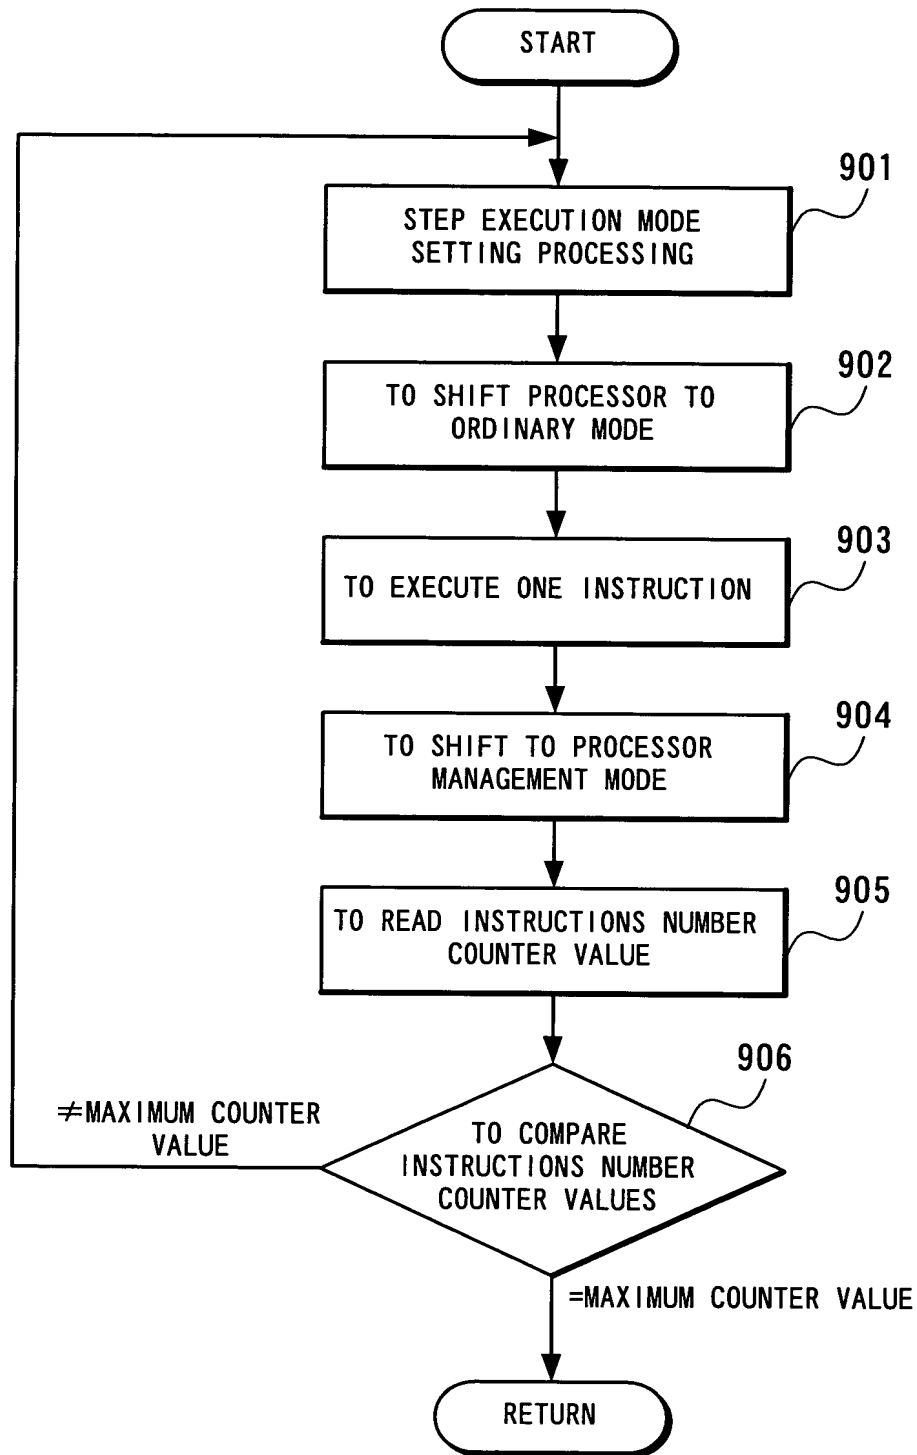 START
901
STEP EXECUTION MODE
SETTING PROCESSING
902
TO SHIFT PROCESSOR TO
ORDINARY MODE
903
TO EXECUTE ONE INSTRUCTION
904
TO SHIFT TO PROCESSOR
MANAGEMENT MODE
905
TO READ INSTRUCTIONS NUMBER
COUNTER VALUE
906
≠MAXIMUM COUNTER
VALUE
TO COMPARE
INSTRUCTIONS NUMBER
COUNTER VALUES
=MAXIMUM COUNTER VALUE
RETURN